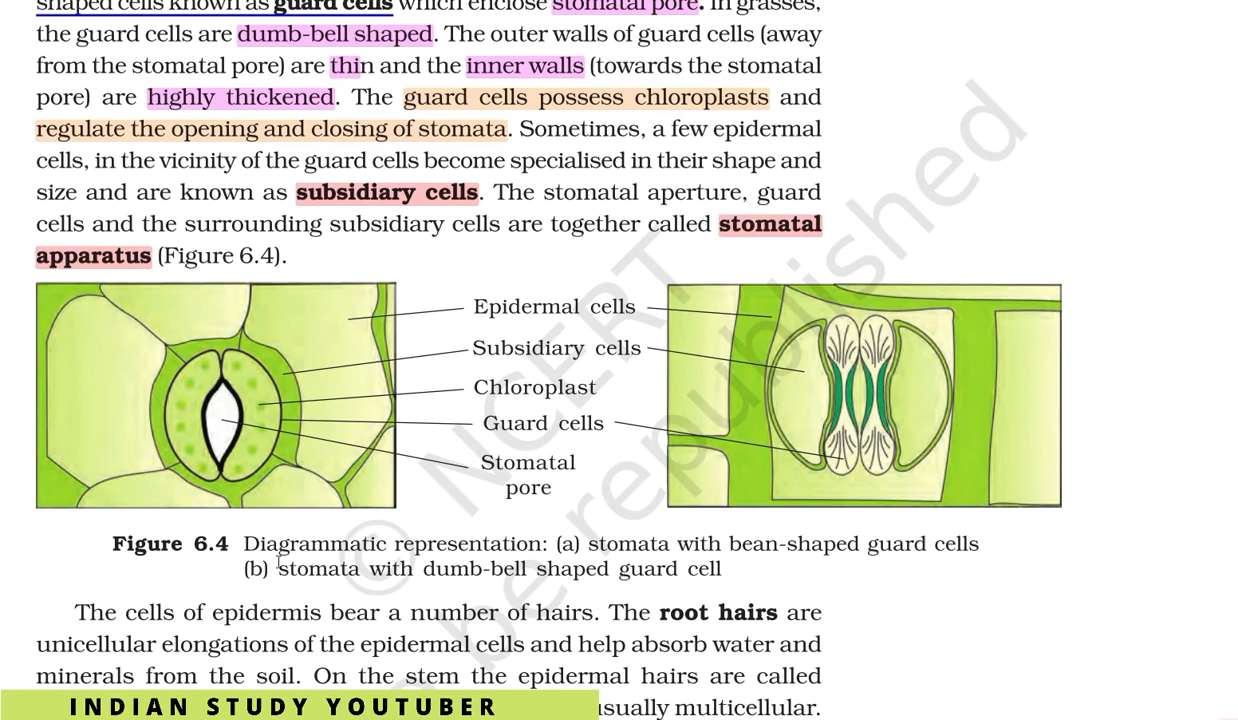 shaped cells known as guard cells which enclose stomatal pore. In grasses,
the guard cells are dumb-bell shaped. The outer walls of guard cells (away
from the stomatal pore) are thin and the inner walls (towards the stomatal
pore) are highly thickened. The guard cells possess chloroplasts and
regulate the opening and closing of stomata. Sometimes, a few epidermal
cells, in the vicinity of the guard cells become specialised in their shape and
size and are known as subsidiary cells. The stomatal aperture, guard
cells and the surrounding subsidiary cells are together called stomatal
apparatus (Figure 6.4).
Epidermal cells
Subsidiary cells
Chloroplast
Guard cells
Stomatal
pore
Figure 6.4 Diagrammatic representation: (a) stomata with bean-shaped guard cells
(b) stomata with dumb-bell shaped guard cell
The cells of epidermis bear a number of hairs. The root hairs are
unicellular elongations of the epidermal cells and help absorb water and
minerals from the soil. On the stem the epidermal hairs are called
usually multicellular.
INDIAN STUDY YOUTUBER
© NCERT
be republished